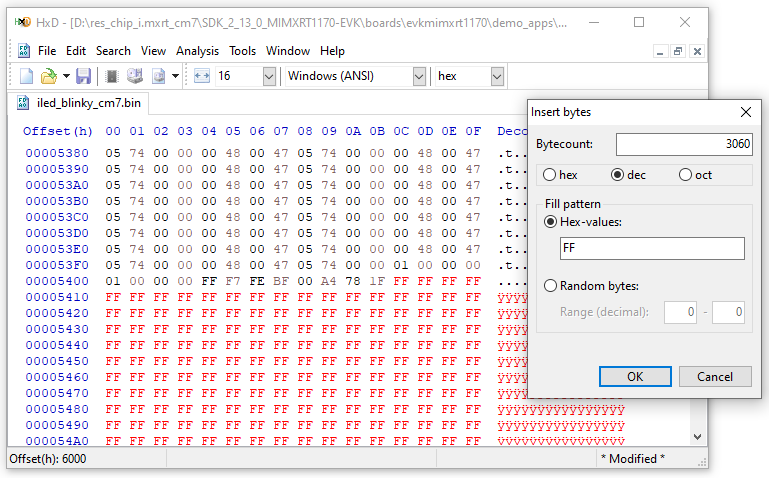 HxD - [D:\res_chip_i.mxrt_cm7\SDK_2_13_0_MIMXRT1170-EVK\boards\evkmimxrt1170\demo_apps\...
File Edit Search View Analysis Tools Window Help
16 Windows (ANSI) hex
iled_blinky_cm7.bin
Offset(h) 00 01 02 03 04 05 06 07 08 09 0A 0B 0C 0D 0E 0F Deco
00005380 05 74 00 00 00 48 00 47 05 74 00 00 00 48 00 47 .t..
00005390 05 74 00 00 00 48 00 47 05 74 00 00 00 48 00 47 .t..
000053A0 05 74 00 00 00 48 00 47 05 74 00 00 00 48 00 47 .t..
000053B0 05 74 00 00 00 48 00 47 05 74 00 00 00 48 00 47 .t..
000053C0 05 74 00 00 00 48 00 47 05 74 00 00 00 48 00 47 .t..
000053D0 05 74 00 00 00 48 00 47 05 74 00 00 00 48 00 47 .t..
000053E0 05 74 00 00 00 48 00 47 05 74 00 00 00 48 00 47 .t..
000053F0 05 74 00 00 00 48 00 47 05 74 00 00 00 01 00 00 00 .t..
00005400 01 00 00 00 FF F7 FE BF 00 A4 78 1F FF FF FF FF ....
00005410 FF FF FF FF FF FF FF FF FF FF FF FF FF FF FF FF ÿÿÿÿÿÿÿÿÿÿÿÿÿÿÿÿ
00005420 FF FF FF FF FF FF FF FF FF FF FF FF FF FF FF FF ÿÿÿÿ
00005430 FF FF FF FF FF FF FF FF FF FF FF FF FF FF FF FF ÿÿÿÿ
00005440 FF FF FF FF FF FF FF FF FF FF FF FF FF FF FF FF ÿÿÿÿ
00005450 FF FF FF FF FF FF FF FF FF FF FF FF FF FF FF FF ÿÿÿÿ
00005460 FF FF FF FF FF FF FF FF FF FF FF FF FF FF FF FF ÿÿÿÿ
00005470 FF FF FF FF FF FF FF FF FF FF FF FF FF FF FF FF ÿÿÿÿ
00005480 FF FF FF FF FF FF FF FF FF FF FF FF FF FF FF FF ÿÿÿÿÿÿÿÿÿÿÿÿÿÿÿÿ
00005490 FF FF FF FF FF FF FF FF FF FF FF FF FF FF FF FF ÿÿÿÿÿÿÿÿÿÿÿÿÿÿÿÿ
000054A0 FF FF FF FF FF FF FF FF FF FF FF FF FF FF FF FF ÿÿÿÿÿÿÿÿÿÿÿÿÿÿÿÿ
Offset(h): 6000 * Modified *
Insert bytes
Bytecount: 3060
hex dec oct
Fill pattern
Hex-values:
FF
Random bytes:
Range (decimal): 0 - 0
OK Cancel